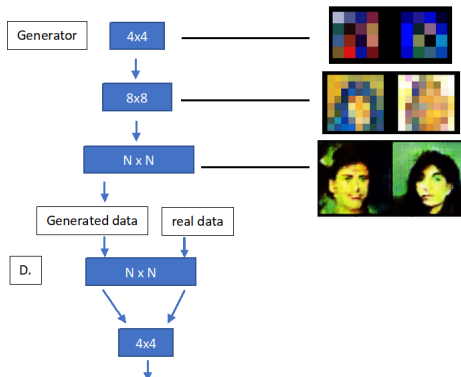 Generator
4x4
8x8
N x N
Generated data
real data
D.
N x N
4x4